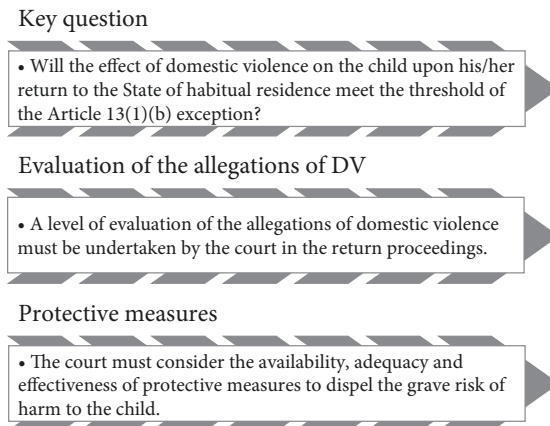 Key question
• Will the effect of domestic violence on the child upon his/her
return to the State of habitual residence meet the threshold of
the Article 13(1)(b) exception?
Evaluation of the allegations of DV
• A level of evaluation of the allegations of domestic violence
must be undertaken by the court in the return proceedings.
Protective measures
• The court must consider the availability, adequacy and
effectiveness of protective measures to dispel the grave risk of
harm to the child.